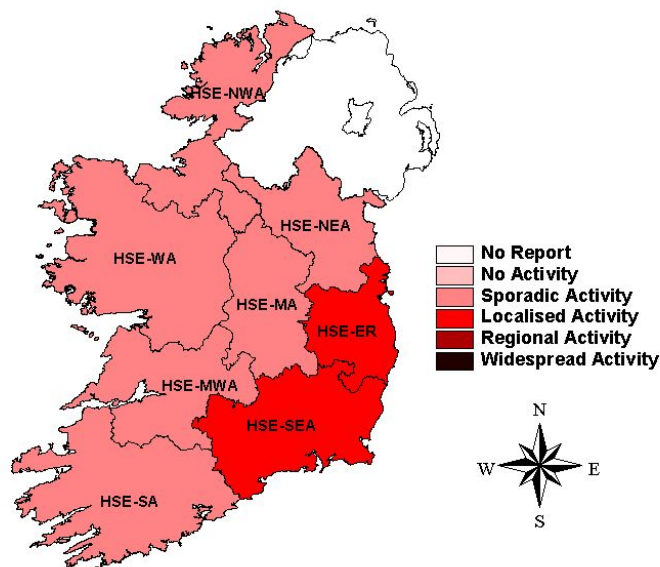 HSE-NWA
HSE-NEA
HSE-WA
HSE-MA
HSE-ER
HSE-MWA
HSE-SEA
HSE-SA
No Report
No Activity
Sporadic Activity
Localised Activity
Regional Activity
Widespread Activity
N
W E
S